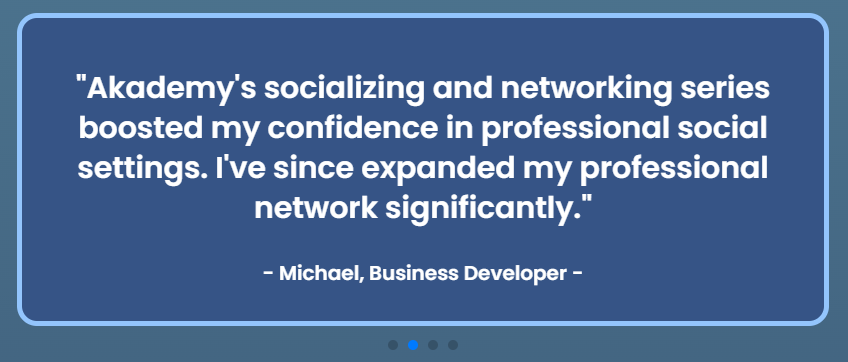 "Akademy's socializing and networking series
boosted my confidence in professional social
settings. I've since expanded my professional
network significantly."
- Michael, Business Developer -